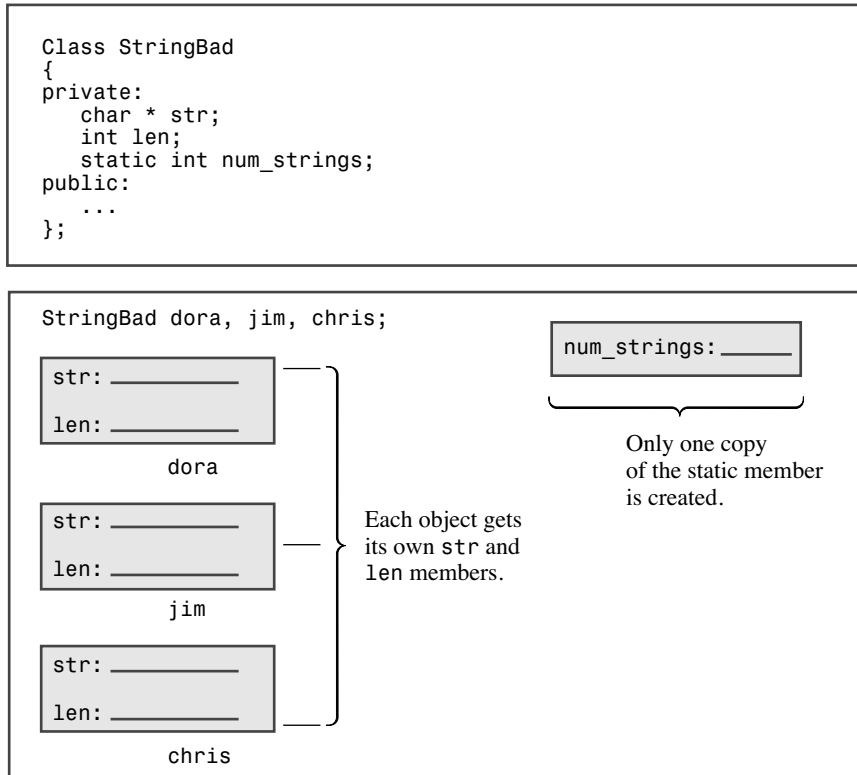 Class StringBad
{
private:
   char * str;
   int len;
   static int num_strings;
public:
   ...
};
StringBad dora, jim, chris;
num_strings:
Only one copy
of the static member
is created.
str:
len:
dora
Each object gets
its own str and
len members.
str:
len:
jim
str:
len:
chris